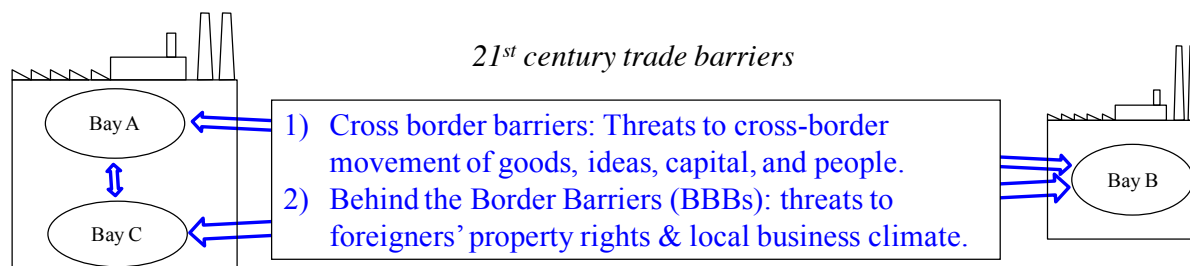 21st century trade barriers
Bay A
1) Cross border barriers: Threats to cross-border
movement of goods, ideas, capital, and people.
2) Behind the Border Barriers (BBBs): threats to
foreigners’ property rights & local business climate.
Bay C
Bay B